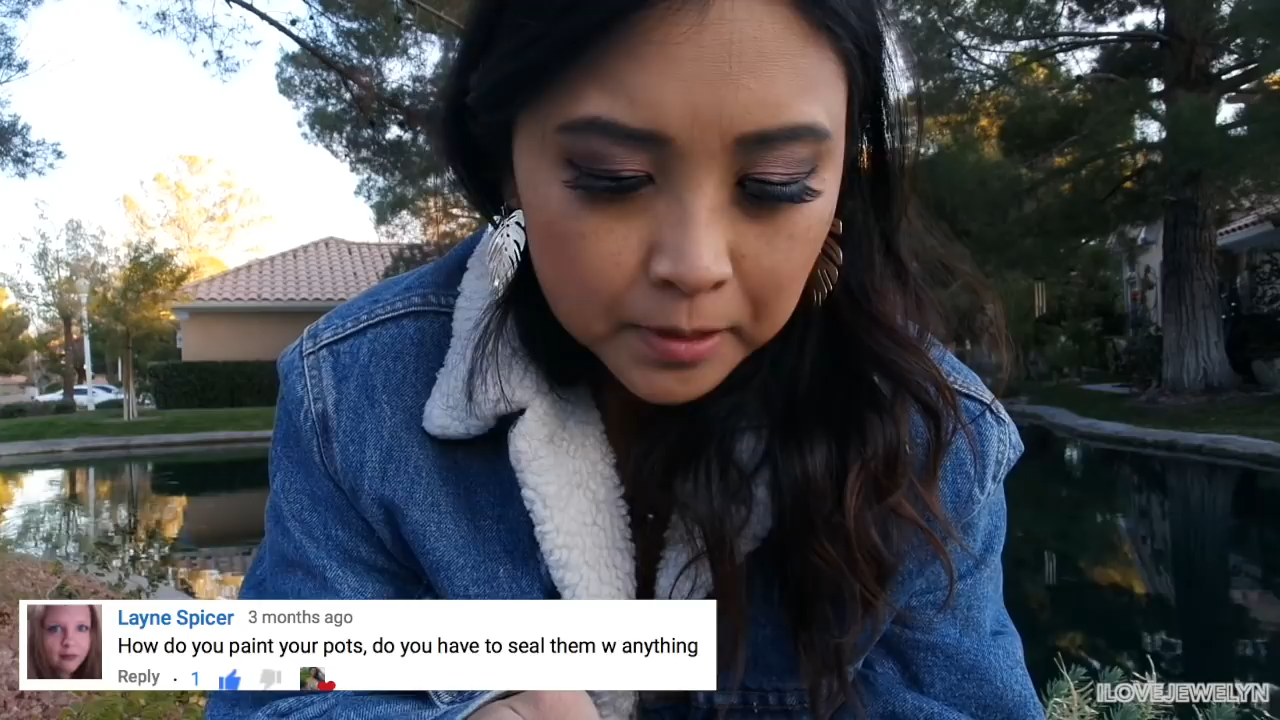 Layne Spicer 3 months ago
How do you paint your pots, do you have to seal them w anything
Reply · 1
ILOVEJEWELYN